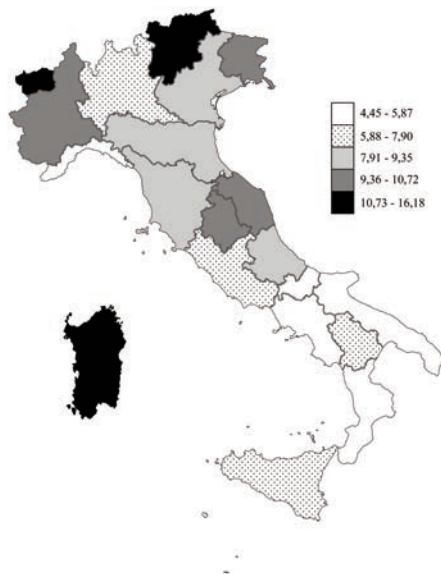 4,45 - 5,87
5,88 - 7,90
7,91 - 9,35
9,36 - 10,72
10,73 - 16,18